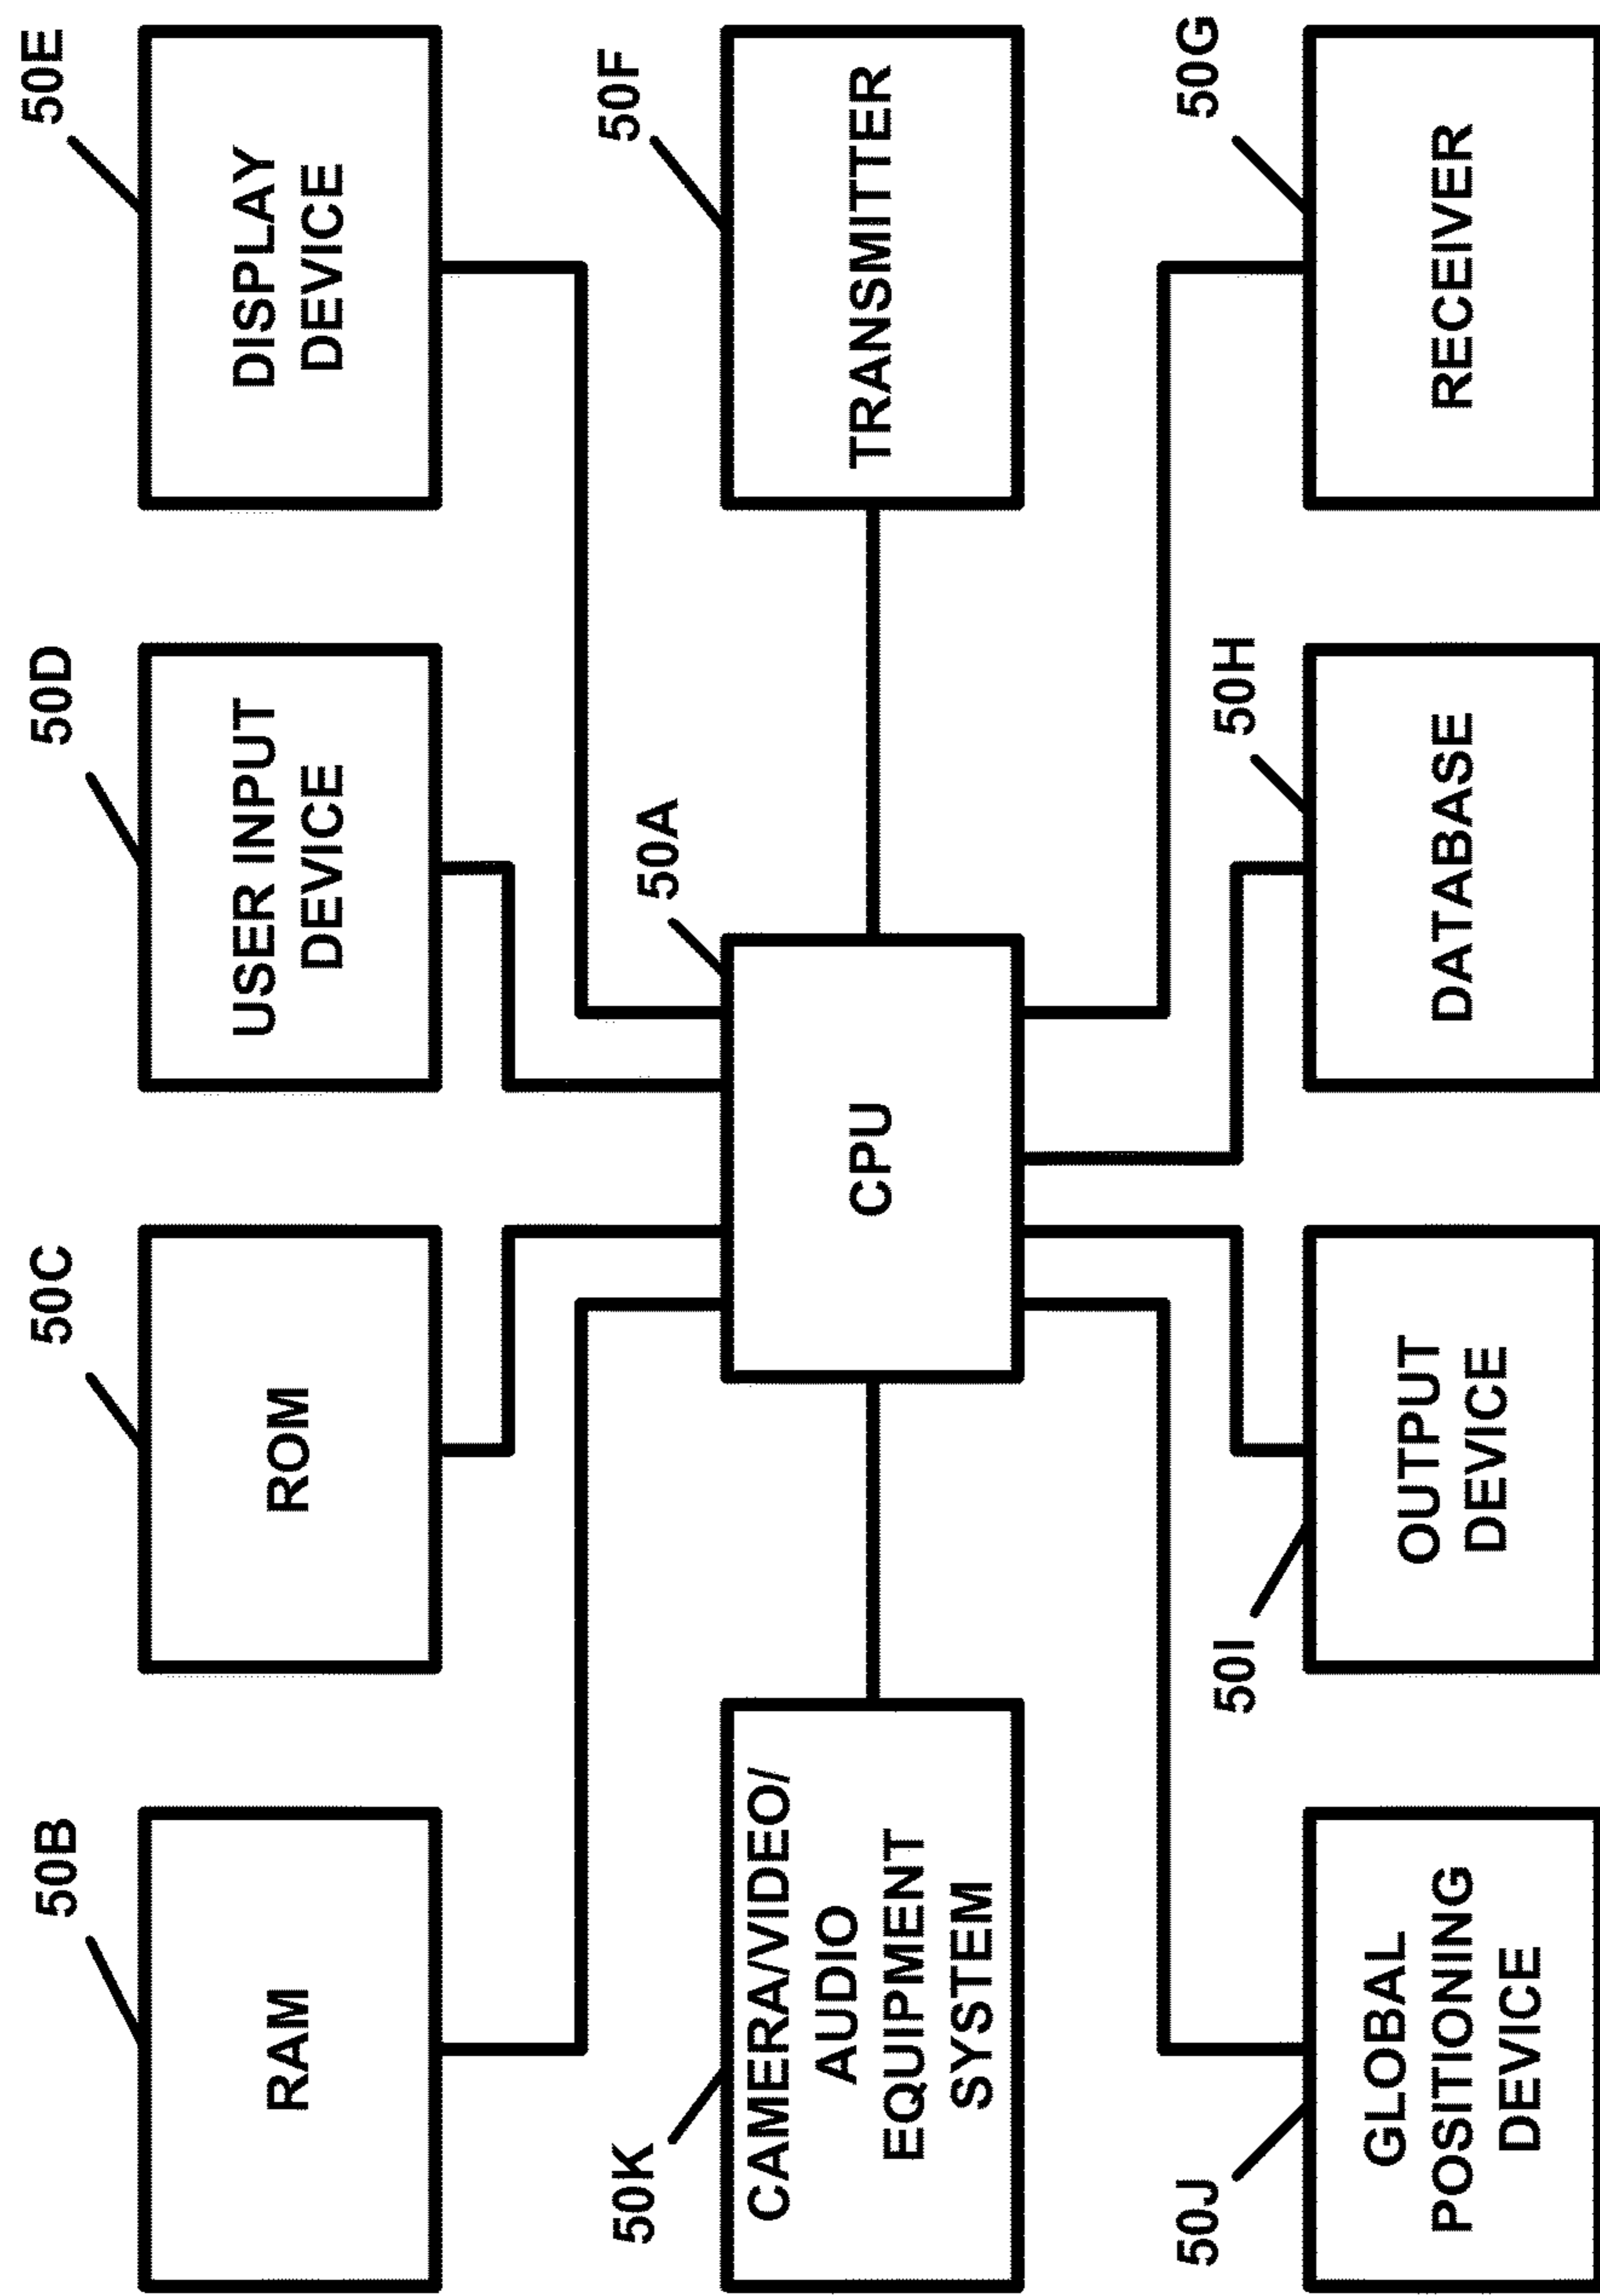 50B
RAM
50C
ROM
50D
USER INPUT
DEVICE
50E
DISPLAY
DEVICE
50K
CAMERA/VIDEO/
AUDIO
EQUIPMENT
SYSTEM
50A
CPU
50F
TRANSMITTER
50J
GLOBAL
POSITIONING
DEVICE
50I
OUTPUT
DEVICE
50H
DATABASE
50G
RECEIVER